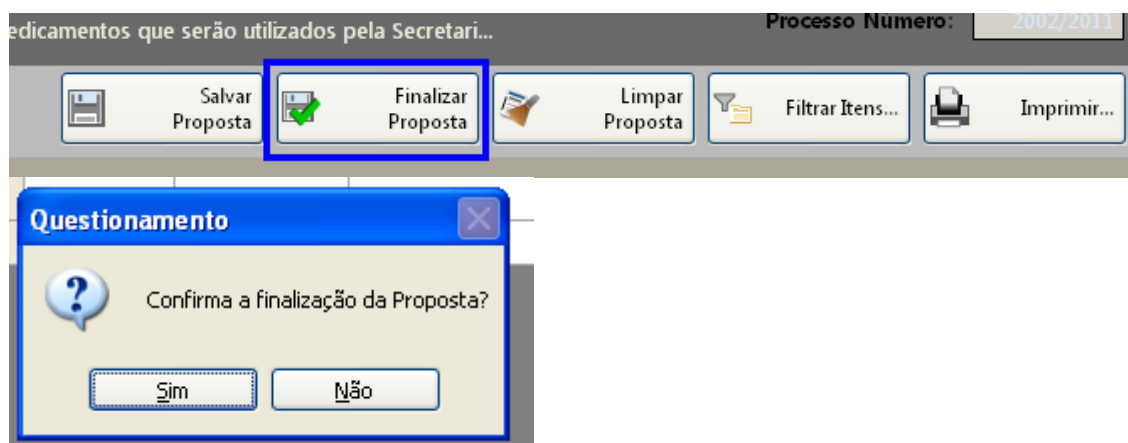 edicamentos que serão utilizados pela Secretari...
Processo Número: 2002/2011
Salvar
Proposta
Finalizar
Proposta
Limpar
Proposta
Filtrar Itens...
Imprimir...
Questionamento
Confirma a finalização da Proposta?
Sim
Não